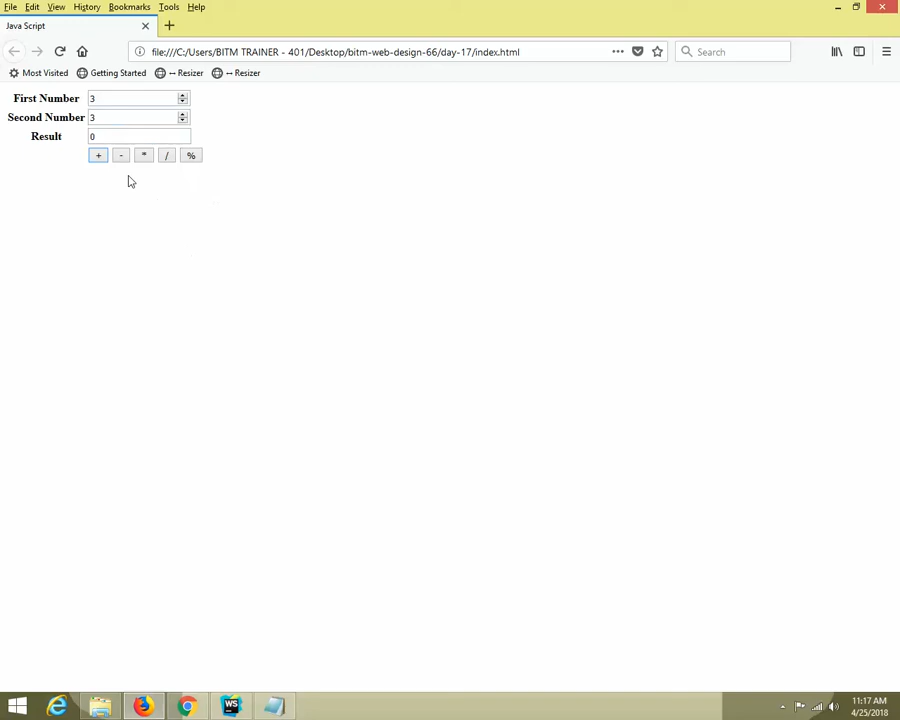 File Edit View History Bookmarks Tools Help
Java Script
file:///C:/Users/BITM TRAINER - 401/Desktop/bitm-web-design-66/day-17/index.html
Search
Most Visited Getting Started ↔ Resizer ↔ Resizer
First Number 3
Second Number 3
Result 0
+ - * / %
WS
11:17 AM
4/25/2018